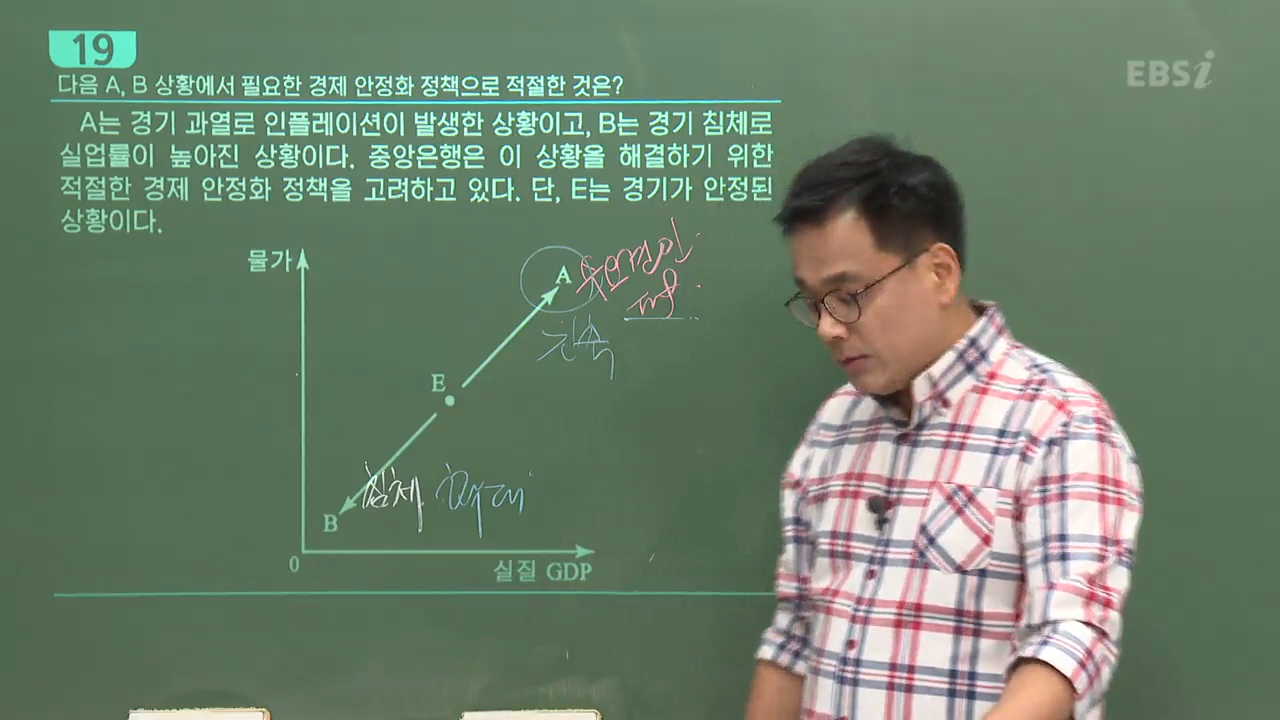 19
EBSi
다음 A, B 상황에서 필요한 경제 안정화 정책으로 적절한 것은?
A는 경기 과열로 인플레이션이 발생한 상황이고, B는 경기 침체로
실업률이 높아진 상황이다. 중앙은행은 이 상황을 해결하기 위한
적절한 경제 안정화 정책을 고려하고 있다. 단, E는 경기가 안정된
상황이다.
물가
A
긴축
E
침체 확대
B
0
실질 GDP